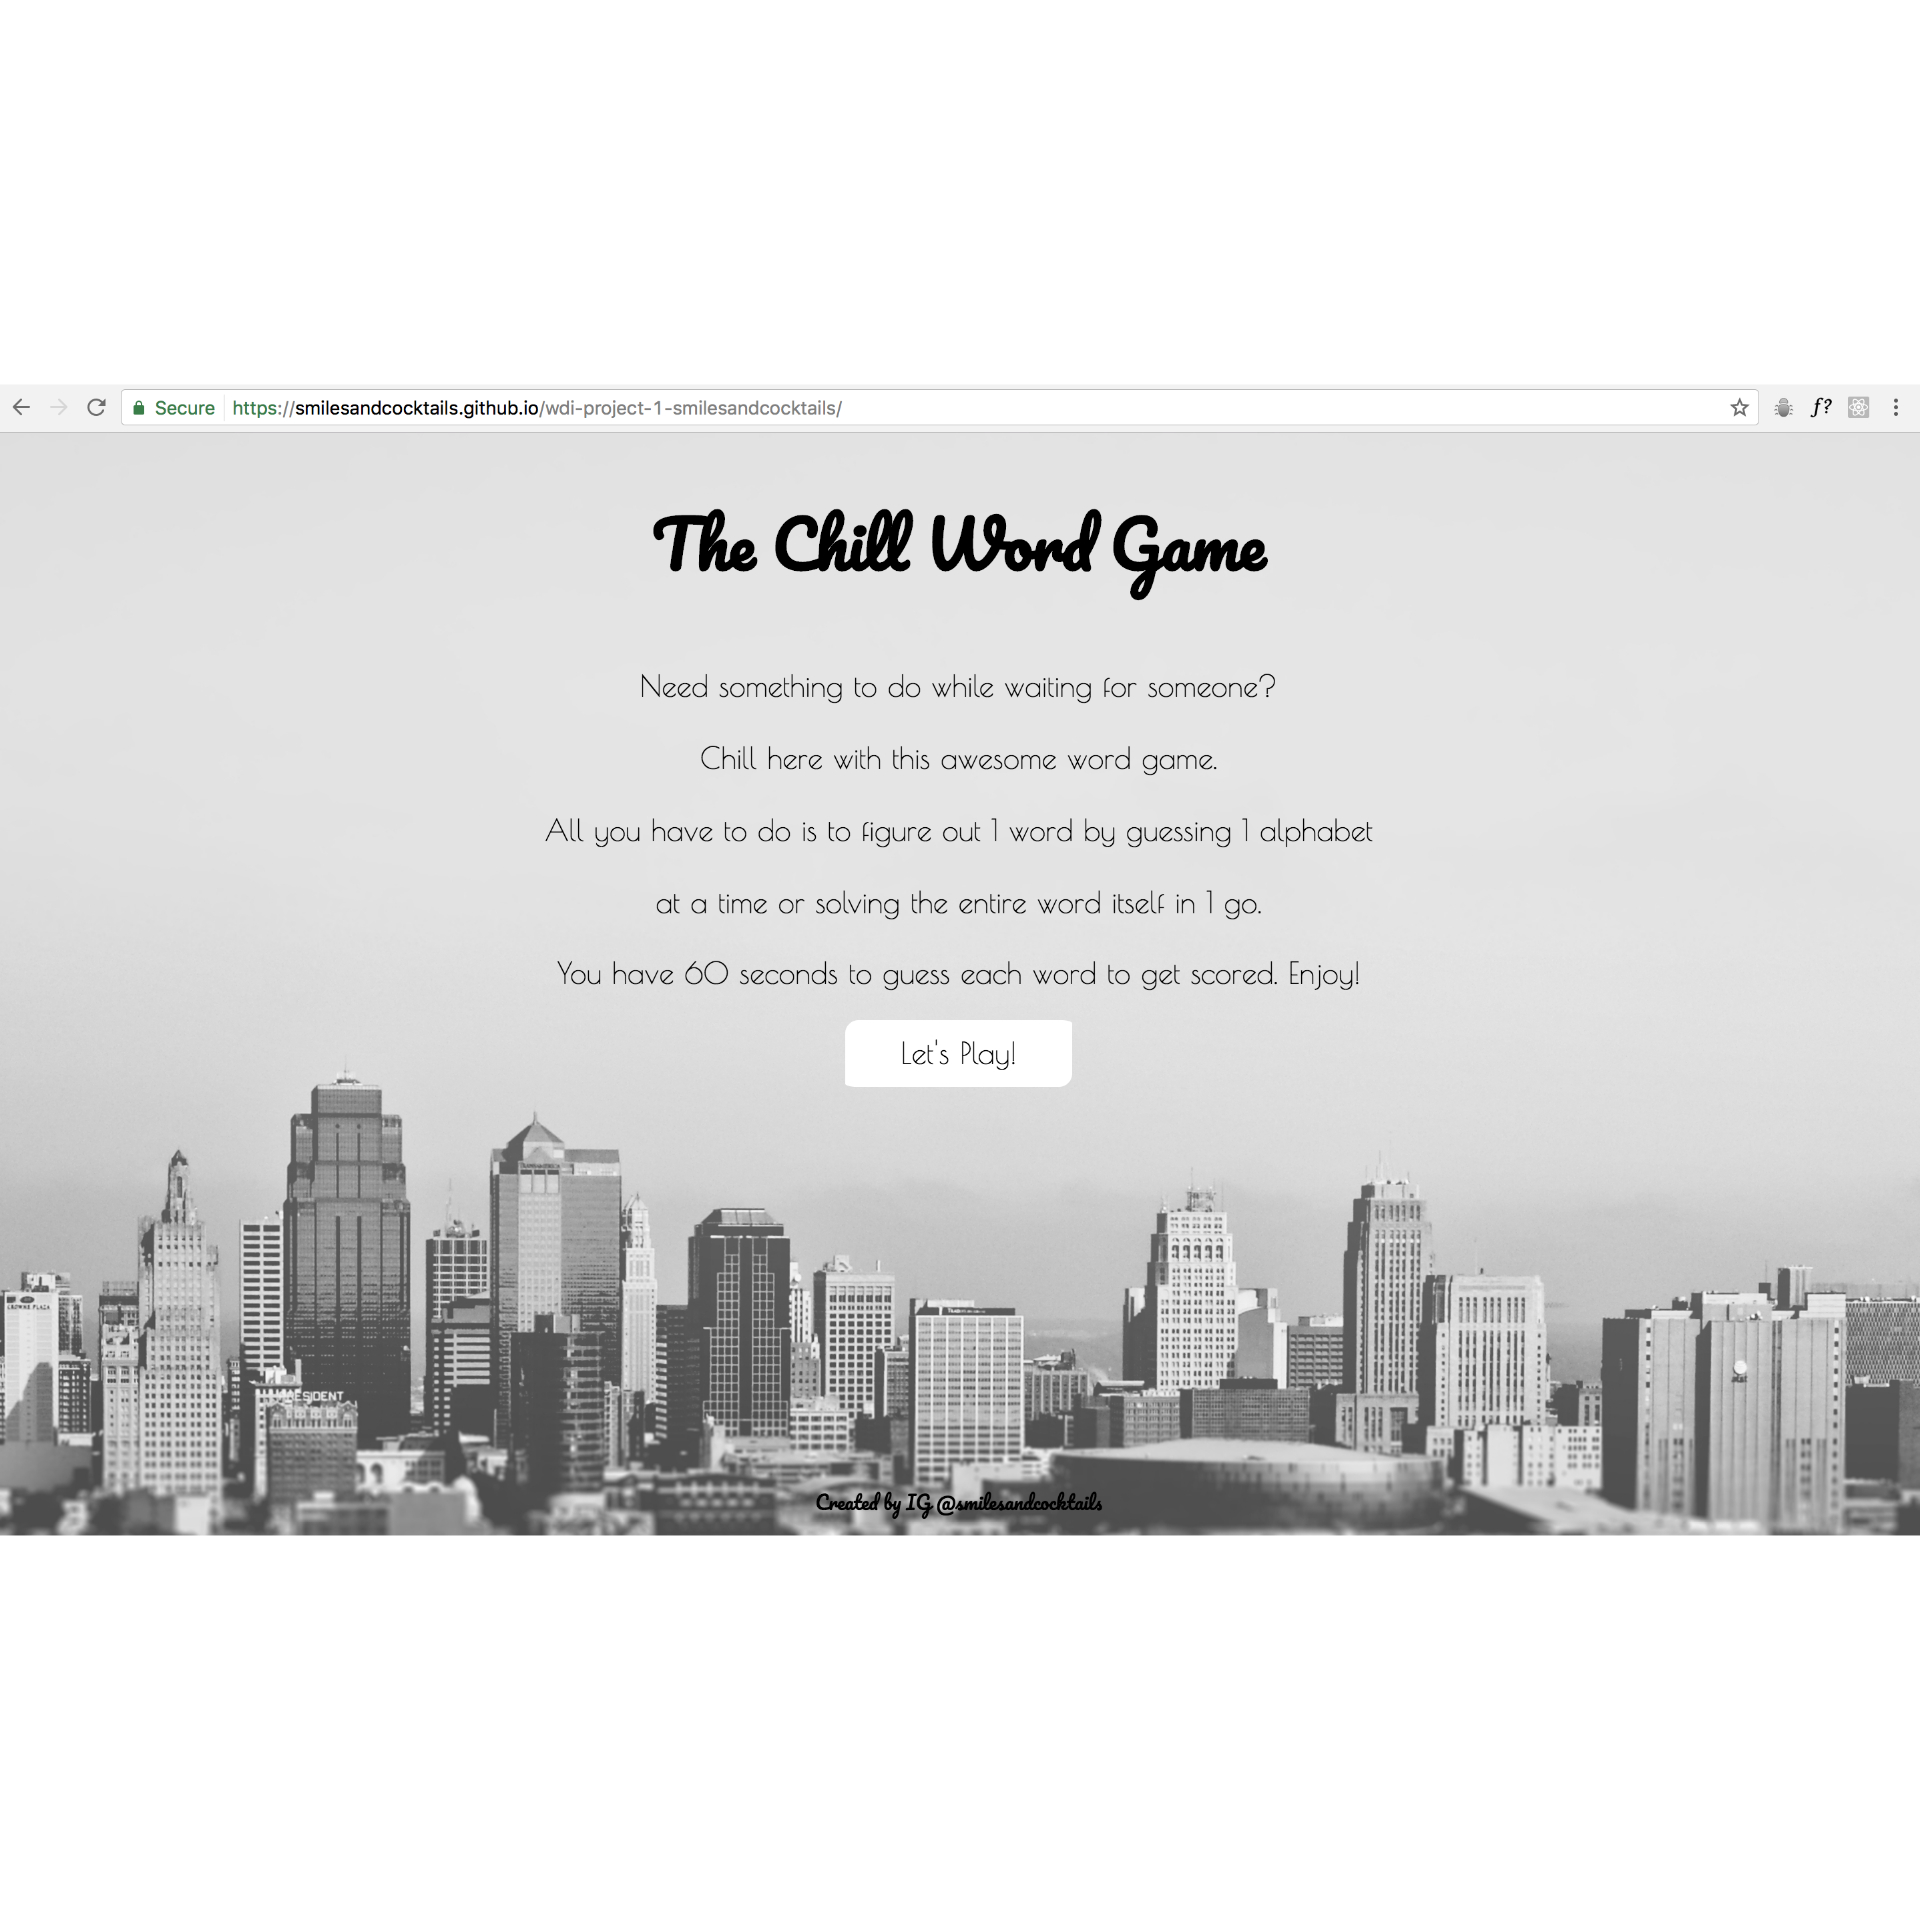 Secure https://smilesandcocktails.github.io/wdi-project-1-smilesandcocktails/ f?
The Chill Word Game
Need something to do while waiting for someone?
Chill here with this awesome word game.
All you have to do is to figure out 1 word by guessing 1 alphabet
at a time or solving the entire word itself in 1 go.
You have 60 seconds to guess each word to get scored. Enjoy!
Let's Play!
CROWNE PLAZA
Created by IG @smilesandcocktails